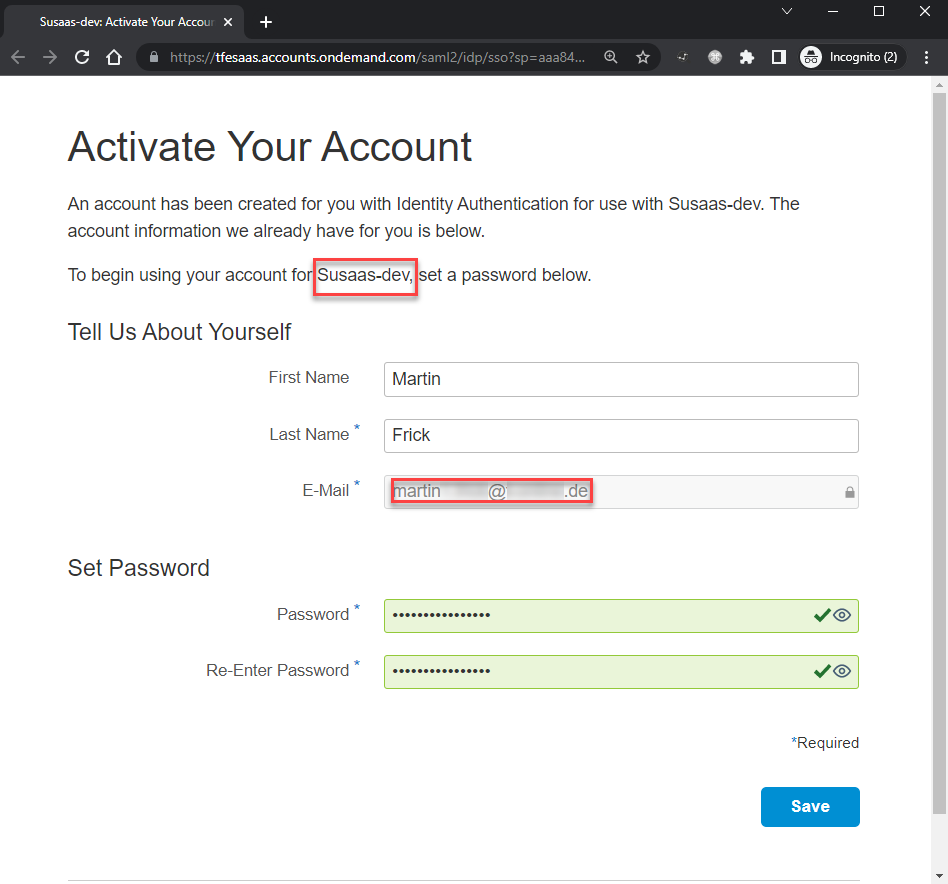 Susaas-dev: Activate Your Accoun
https://tfesaas.accounts.ondemand.com/saml2/idp/sso?sp=aaa84...
Incognito (2)
Activate Your Account
An account has been created for you with Identity Authentication for use with Susaas-dev. The
account information we already have for you is below.
To begin using your account for Susaas-dev, set a password below.
Tell Us About Yourself
First Name Martin
Last Name * Frick
E-Mail * martin @ .de
Set Password
Password * ••••••••••••••••
Re-Enter Password * ••••••••••••••••
*Required
Save